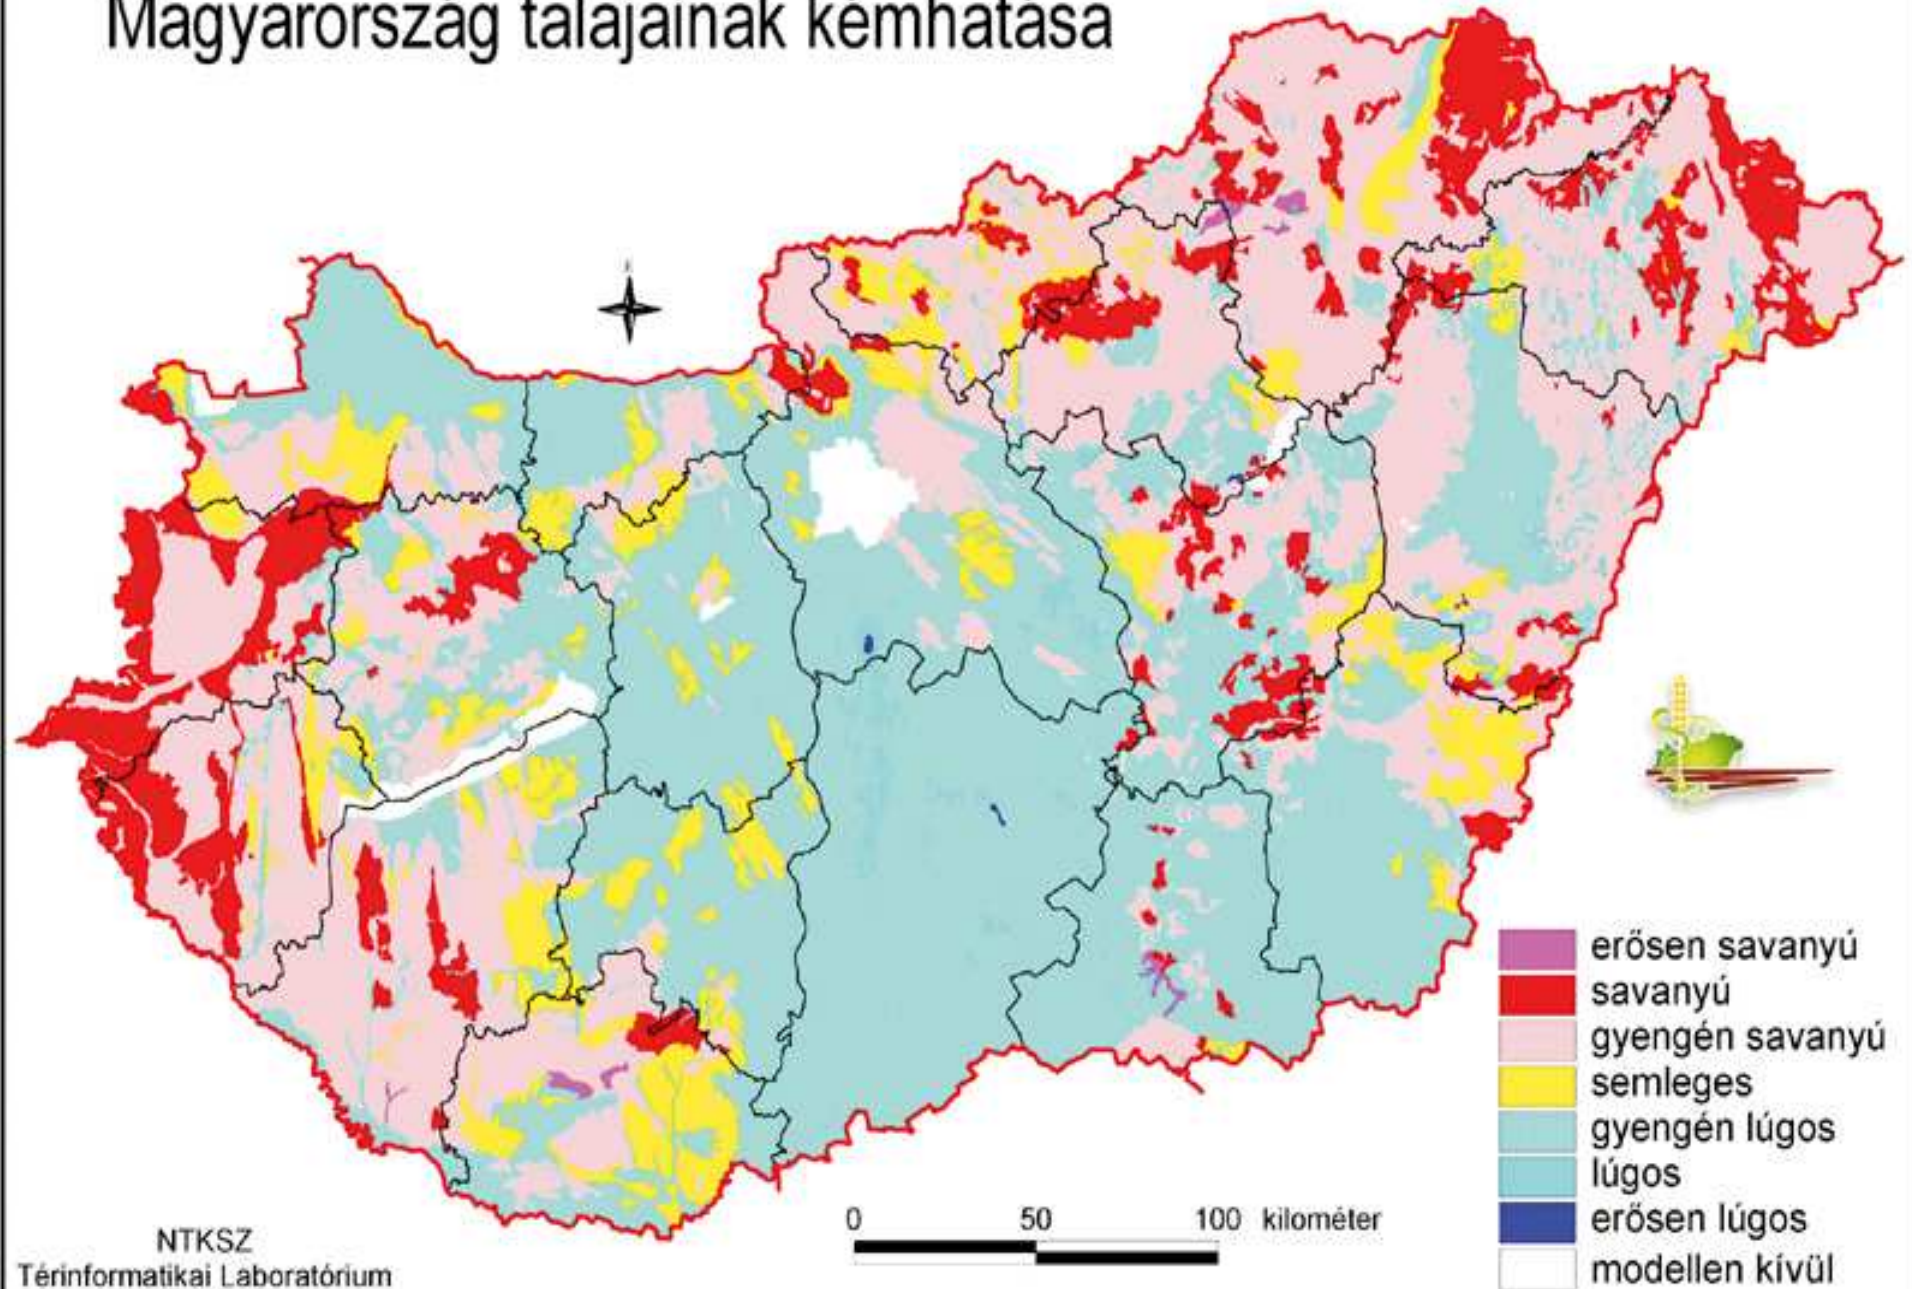 Magyarország talajainak kémhatása
erősen savanyú
savanyú
gyengén savanyú
semleges
gyengén lúgos
lúgos
erősen lúgos
modellen kívül
0 50 100 kilométer
NTKSZ
Térinformatikai Laboratórium